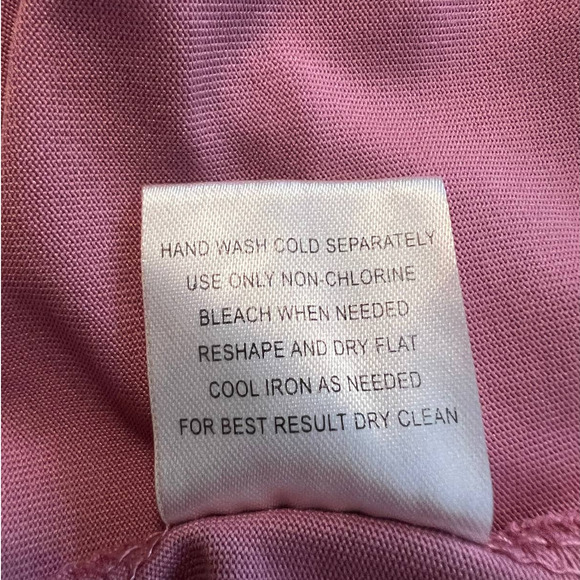 HAND WASH COLD SEPARATELY
USE ONLY NON-CHLORINE
BLEACH WHEN NEEDED
RESHAPE AND DRY FLAT
COOL IRON AS NEEDED
FOR BEST RESULT DRY CLEAN